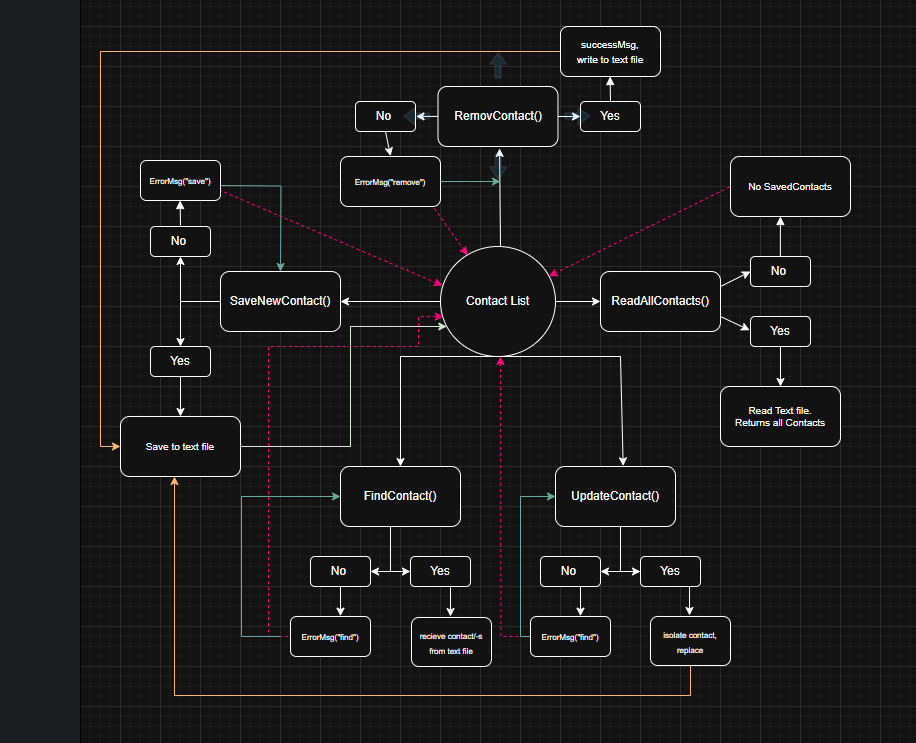 successMsg,
write to text file
No
RemovContact()
Yes
ErrorMsg("save")
ErrorMsg("remove")
No SavedContacts
No
No
SaveNewContact()
Contact List
ReadAllContacts()
Yes
Yes
Read Text file.
Returns all Contacts
Save to text file
FindContact()
UpdateContact()
No
Yes
No
Yes
ErrorMsg("find")
recieve contact/-s
from text file
ErrorMsg("find")
isolate contact,
replace